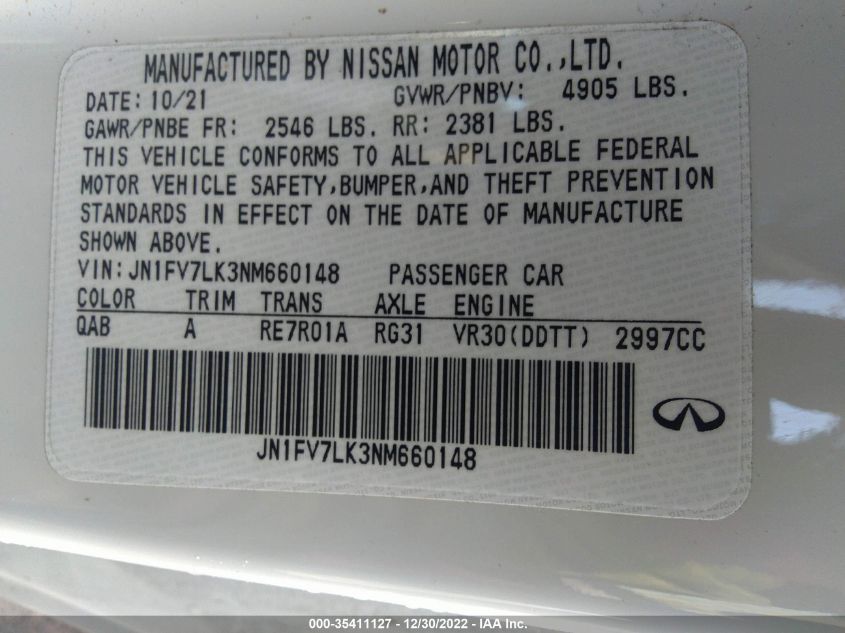 MANUFACTURED BY NISSAN MOTOR CO.,LTD.
DATE: 10/21 GVWR/PNBV: 4905 LBS.
GAWR/PNBE FR: 2546 LBS. RR: 2381 LBS.
THIS VEHICLE CONFORMS TO ALL APPLICABLE FEDERAL
MOTOR VEHICLE SAFETY,BUMPER,AND THEFT PREVENTION
STANDARDS IN EFFECT ON THE DATE OF MANUFACTURE
SHOWN ABOVE.
VIN: JN1FV7LK3NM660148 PASSENGER CAR
COLOR TRIM TRANS AXLE ENGINE
QAB A RE7R01A RG31 VR30(DDTT) 2997CC
JN1FV7LK3NM660148
000-35411127 - 12/30/2022 - IAA Inc.